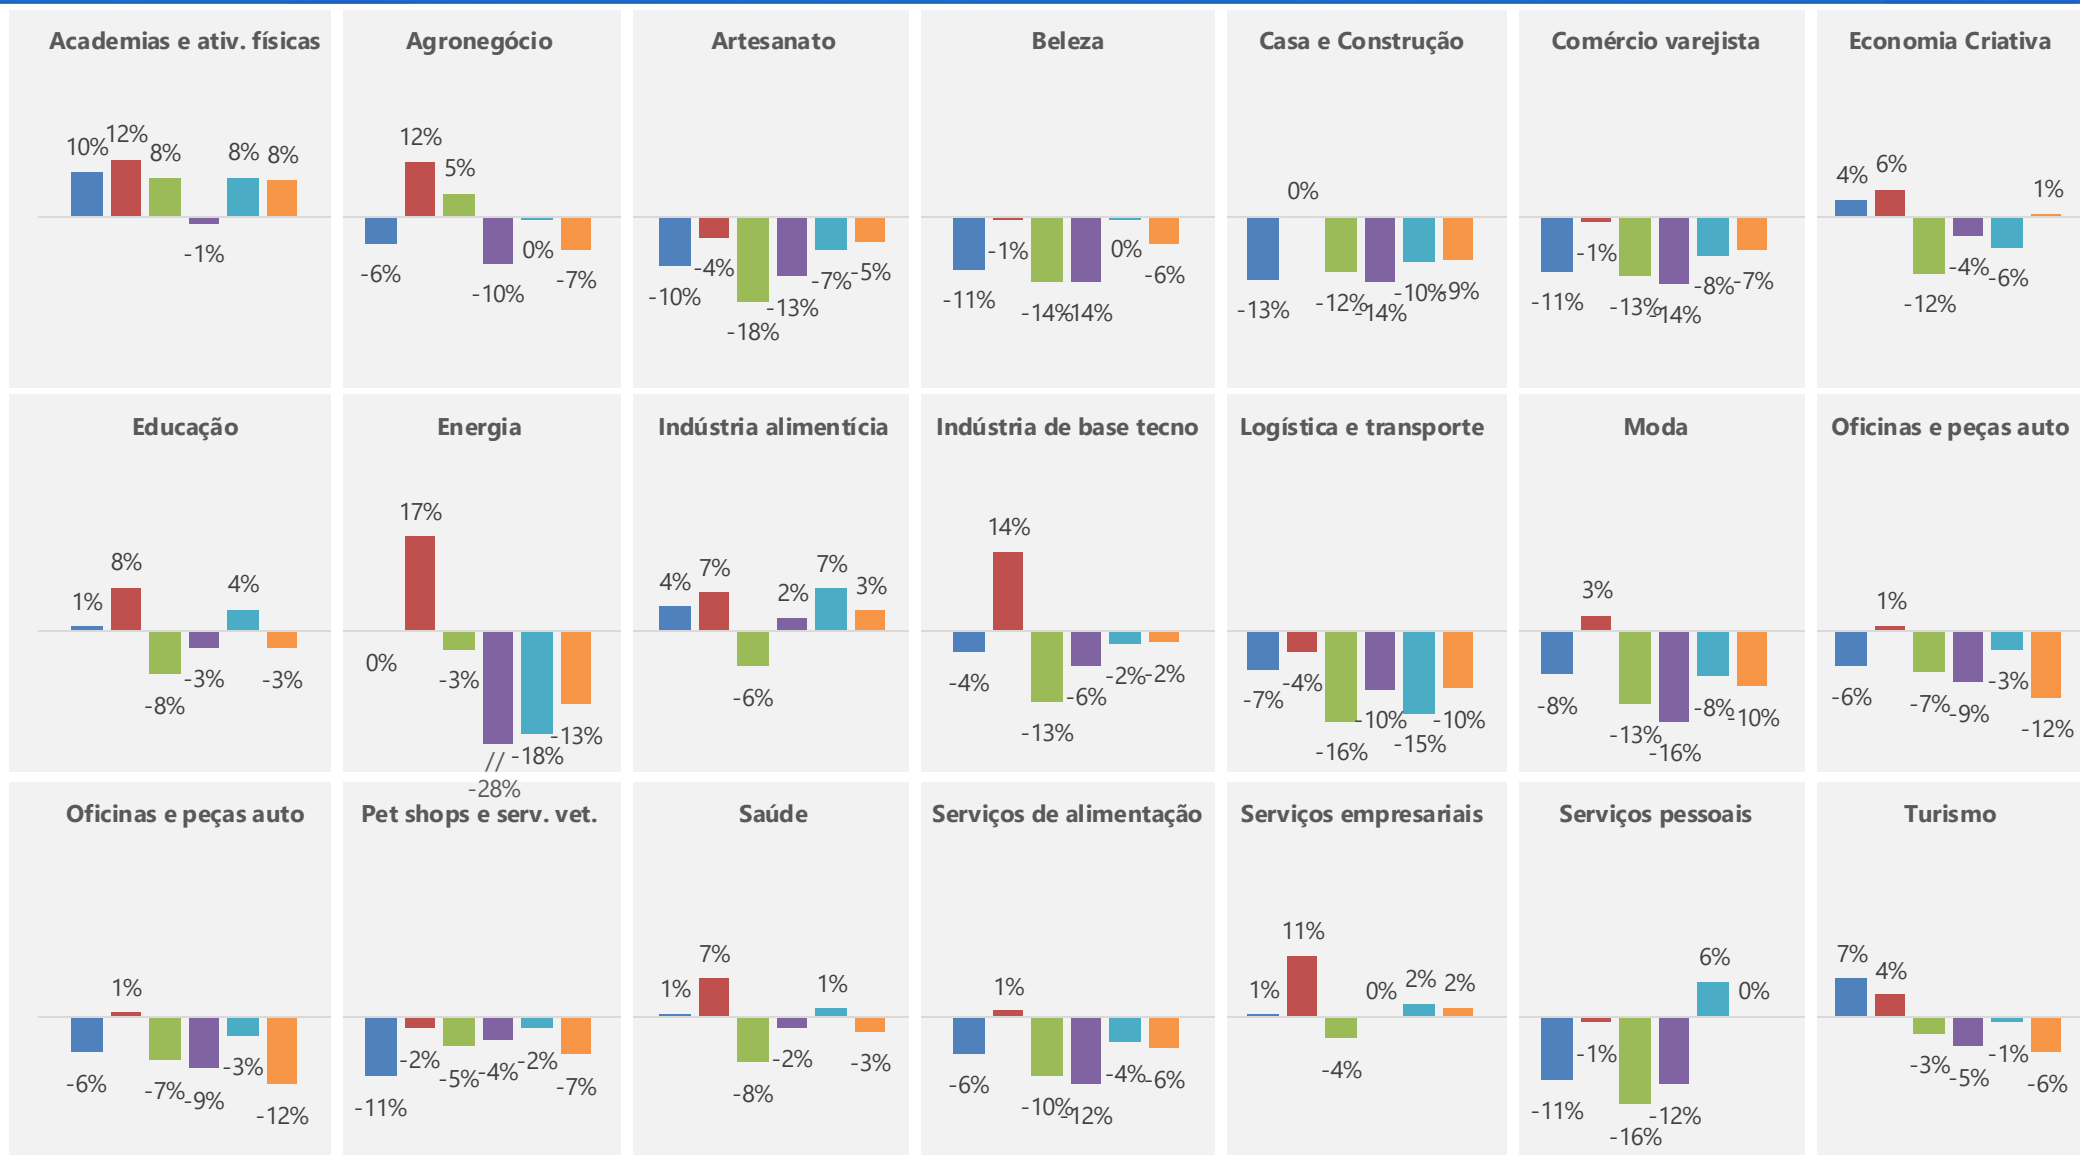 Academias e ativ. físicas
10% 12% 8% -1% 8% 8%
Agronegócio
-6% 12% 5% -10% 0% -7%
Artesanato
-10% -4% -18% -13% -7% -5%
Beleza
-11% -1% -14% -14% 0% -6%
Casa e Construção
-13% 0% -12% -14% -10% -9%
Comércio varejista
-11% -1% -13% -14% -8% -7%
Economia Criativa
4% 6% -12% -4% -6% 1%
Educação
1% 8% -8% -3% 4% -3%
Energia
0% 17% -3% // -28% -18% -13%
Indústria alimentícia
4% 7% -6% 2% 7% 3%
Indústria de base tecno
-4% 14% -13% -6% -2% -2%
Logística e transporte
-7% -4% -16% -10% -15% -10%
Moda
-8% 3% -13% -16% -8% -10%
Oficinas e peças auto
-6% 1% -7% -9% -3% -12%
Oficinas e peças auto
-6% 1% -7% -9% -3% -12%
Pet shops e serv. vet.
-11% -2% -5% -4% -2% -7%
Saúde
1% 7% -8% -2% 1% -3%
Serviços de alimentação
-6% 1% -10% -12% -4% -6%
Serviços empresariais
1% 11% -4% 0% 2% 2%
Serviços pessoais
-11% -1% -16% -12% 6% 0%
Turismo
7% 4% -3% -5% -1% -6%